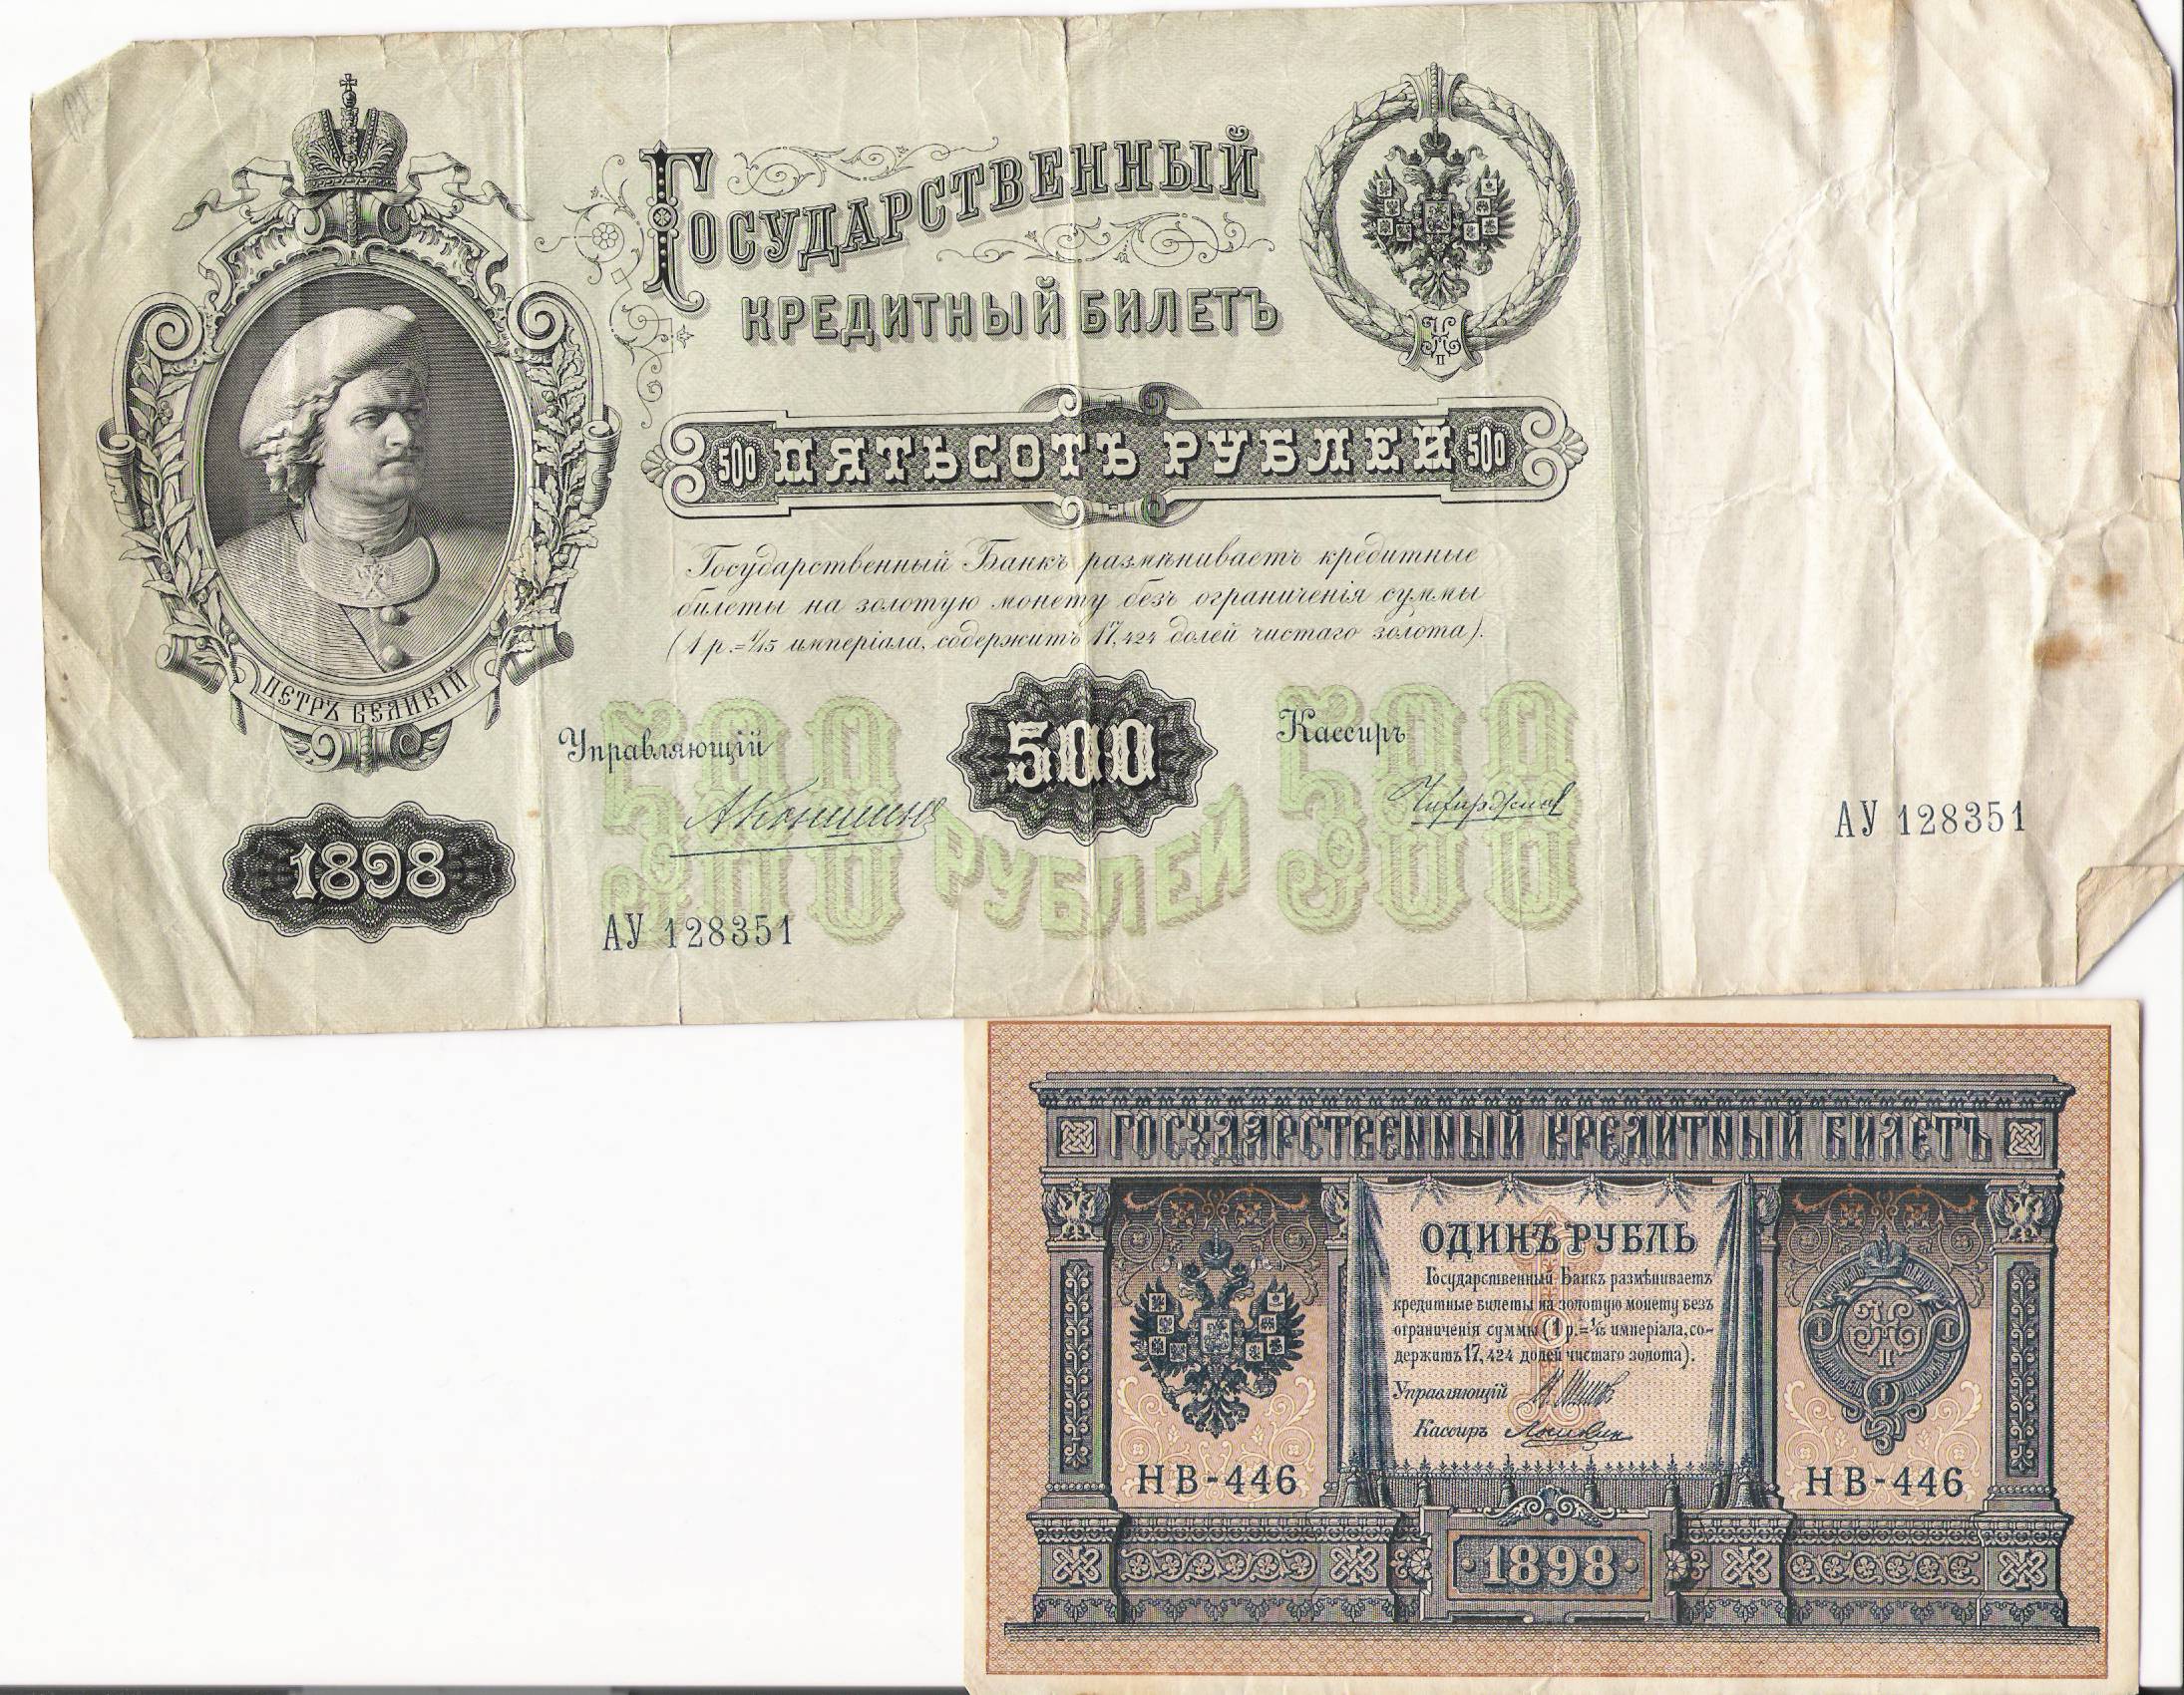 ГОСУДАРСТВЕННЫЙ
КРЕДИТНЫЙ БИЛЕТЪ
500 ПЯТЬСОТЪ РУБЛЕЙ 500
Государственный Банкъ размѣниваетъ кредитные
билеты на золотую монету безъ ограниченія суммы
(1 р.=1/15 имперіала, содержитъ 17,424 долей чистаго золота).
ПЕТРЪ ВЕЛИКІЙ
Управляющій
500
Кассиръ
АКоншинъ
500
500
РУБЛЕЙ
1898
АУ 128351
АУ 128351
ГОСУДАРСТВЕННЫЙ КРЕДИТНЫЙ БИЛЕТЪ
ОДИНЪ РУБЛЬ
Государственный Банкъ размѣниваетъ
кредитные билеты на золотую монету безъ
ограниченія суммы (1 р.=1/15 имперіала, со-
держитъ 17,424 долей чистаго золота).
Управляющій
Кассиръ
НВ-446
НВ-446
1898